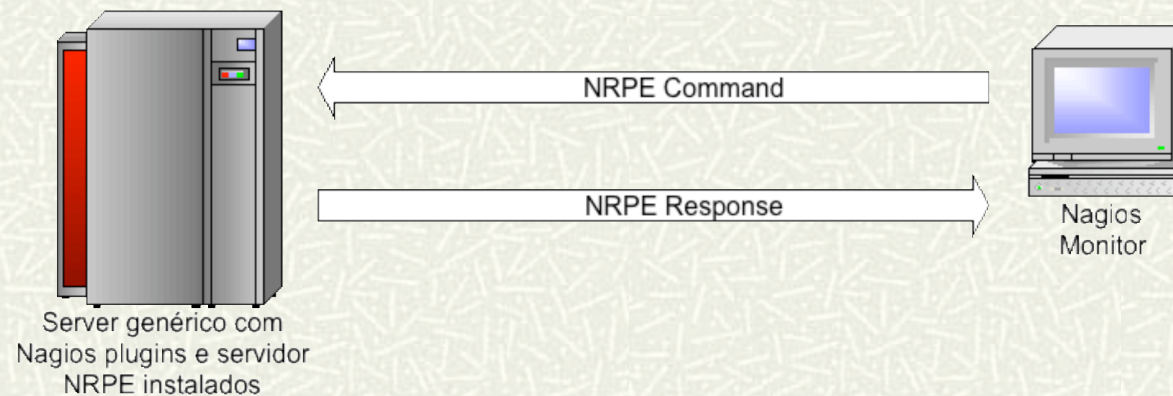 NRPE Command
NRPE Response
Nagios
Monitor
Server genérico com
Nagios plugins e servidor
NRPE instalados